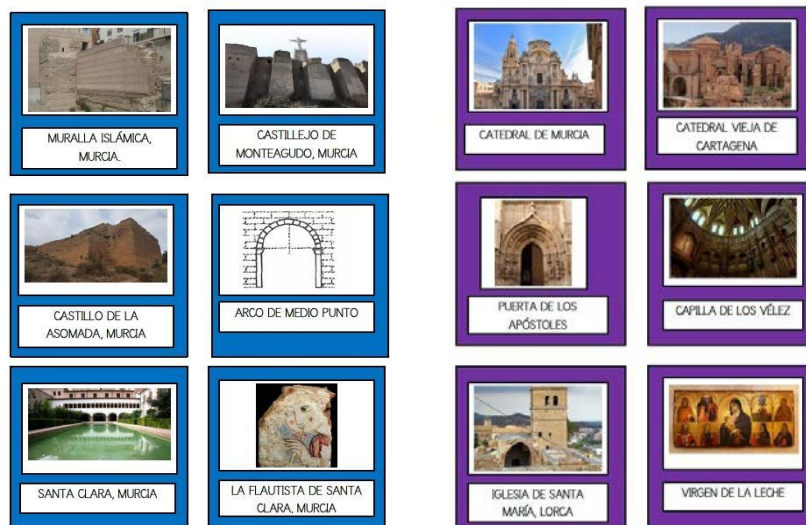 MURALLA ISLÁMICA,
MURCIA.
CASTILLEJO DE
MONTEAGUDO, MURCIA
CATEDRAL DE MURCIA
CATEDRAL VIEJA DE
CARTAGENA
CASTILLO DE LA
ASOMADA, MURCIA
ARCO DE MEDIO PUNTO
PUERTA DE LOS
APÓSTOLES
CAPILLA DE LOS VÉLEZ
SANTA CLARA, MURCIA
LA FLAUTISTA DE SANTA
CLARA, MURCIA
IGLESIA DE SANTA
MARÍA, LORCA
VIRGEN DE LA LECHE